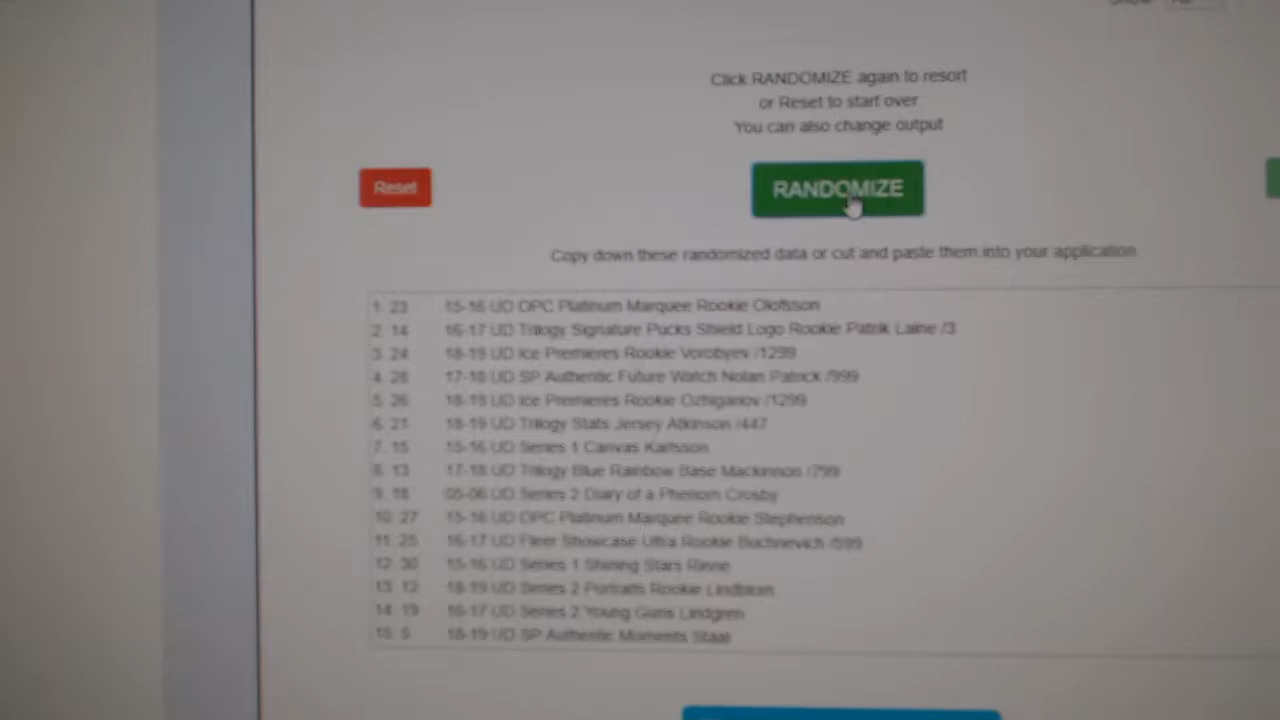 Click RANDOMIZE again to resort
or Reset to start over
You can also change output
Reset
RANDOMIZE
Copy down these randomized data or cut and paste them into your application
1. 23 15-16 UD OPC Platinum Marquee Rookie Olofsson
2. 14 16-17 UD Trilogy Signature Pucks Shield Logo Rookie Patrik Laine /3
3. 24 18-19 UD Ice Premieres Rookie Vorobyev /1299
4. 28 17-18 UD SP Authentic Future Watch Nolan Patrick /999
5. 26 18-19 UD Ice Premieres Rookie Ozhiganov /1299
6. 21 18-19 UD Trilogy Stats Jersey Atkinson /447
7. 15 15-16 UD Series 1 Canvas Karlsson
8. 13 17-18 UD Trilogy Blue Rainbow Base Mackinnon /799
9. 18 05-06 UD Series 2 Diary of a Phenom Crosby
10. 27 15-16 UD OPC Platinum Marquee Rookie Stephenson
11. 25 16-17 UD Fleer Showcase Ultra Rookie Buchnevich /599
12. 30 15-16 UD Series 1 Shining Stars Rinne
13. 12 18-19 UD Series 2 Portraits Rookie Lindblom
14. 19 16-17 UD Series 2 Young Guns Lindgren
15. 9 18-19 UD SP Authentic Moments Staal